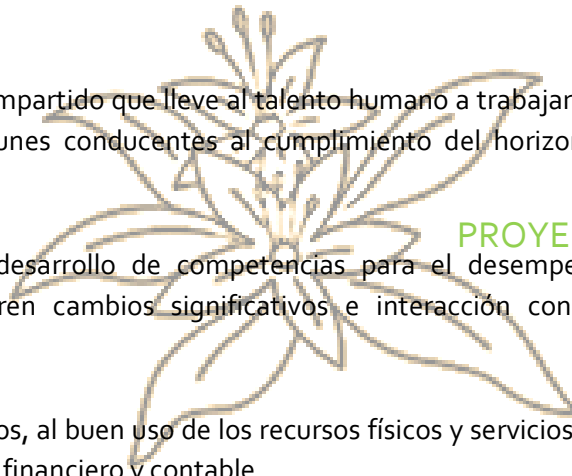 mpartido que lleve al talento humano a trabajar
unes conducentes al cumplimiento del horizon
PROYE
desarrollo de competencias para el desempe
ren cambios significativos e interacción con
os, al buen uso de los recursos físicos y servicios
financiero y contable